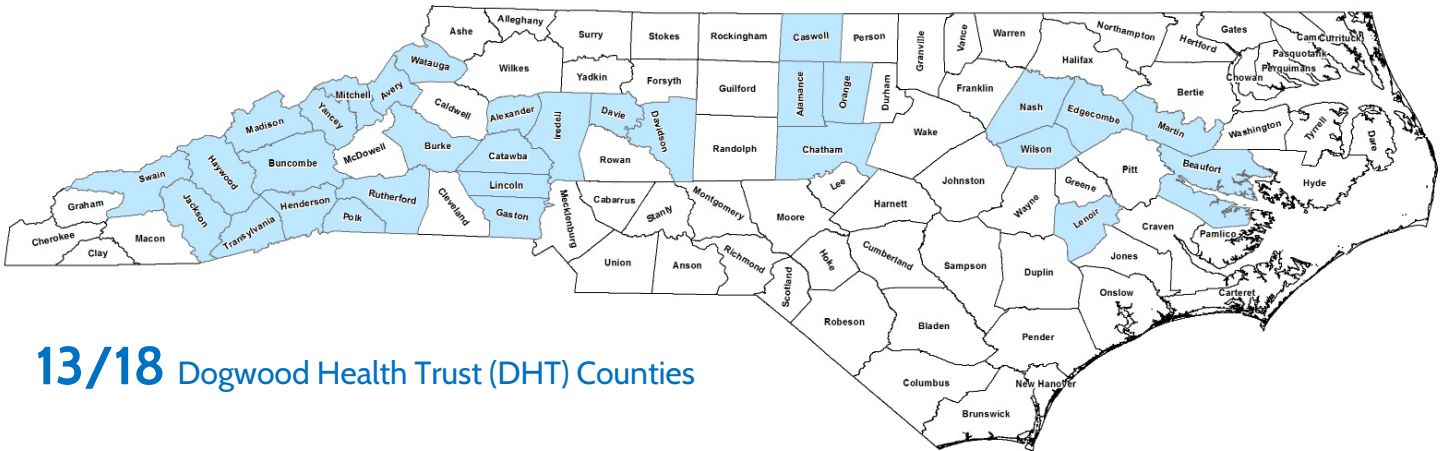 Ashe
Alleghany
Surry
Stokes
Rockingham
Caswell
Person
Granville
Vance
Warren
Northampton
Hertford
Gates
Camden
Currituck
Pasquotank
Perquimans
Chowan
Halifax
Bertie
Watauga
Wilkes
Yadkin
Forsyth
Guilford
Alamance
Orange
Durham
Franklin
Nash
Edgecombe
Martin
Washington
Tyrrell
Dare
Mitchell
Avery
Yancey
Madison
Caldwell
Alexander
Iredell
Davie
Davidson
Randolph
Chatham
Wake
Wilson
Beaufort
Hyde
Pitt
Greene
Swain
Haywood
Buncombe
McDowell
Burke
Catawba
Rowan
Lincoln
Gaston
Cleveland
Rutherford
Polk
Henderson
Transylvania
Jackson
Graham
Cherokee
Clay
Macon
Mecklenburg
Cabarrus
Stanly
Montgomery
Moore
Lee
Harnett
Johnston
Wayne
Lenoir
Craven
Pamlico
Jones
Union
Anson
Richmond
Scotland
Hoke
Cumberland
Sampson
Duplin
Onslow
Carteret
Robeson
Bladen
Pender
Columbus
New Hanover
Brunswick
13/18 Dogwood Health Trust (DHT) Counties